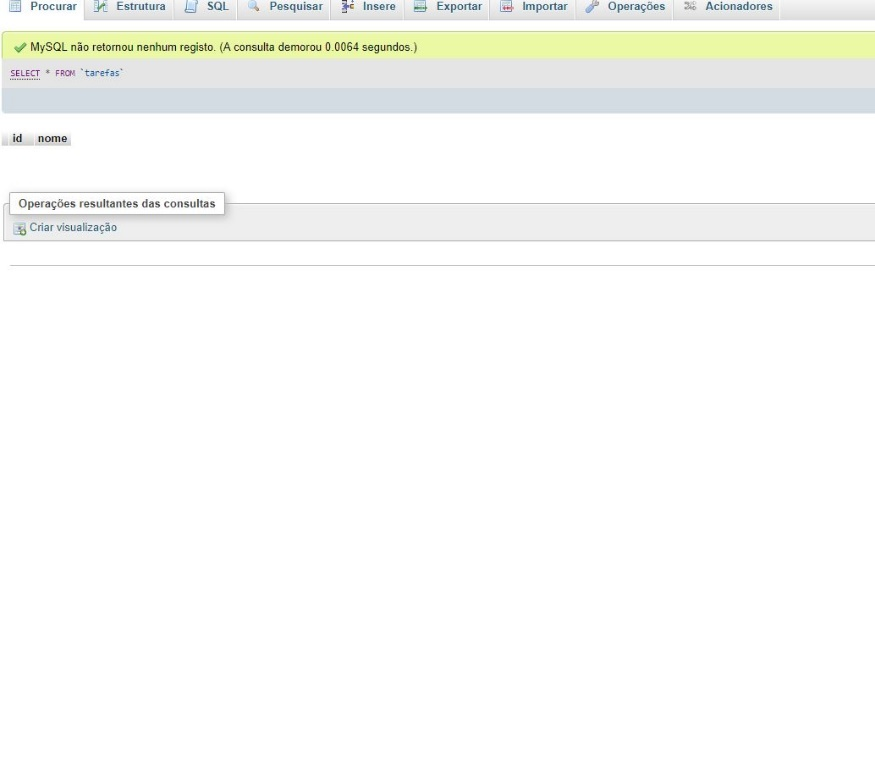 Procurar Estrutura SQL Pesquisar Insere Exportar Importar Operações Acionadores
MySQL não retornou nenhum registo. (A consulta demorou 0.0064 segundos.)
SELECT * FROM `tarefas`
id nome
Operações resultantes das consultas
Criar visualização